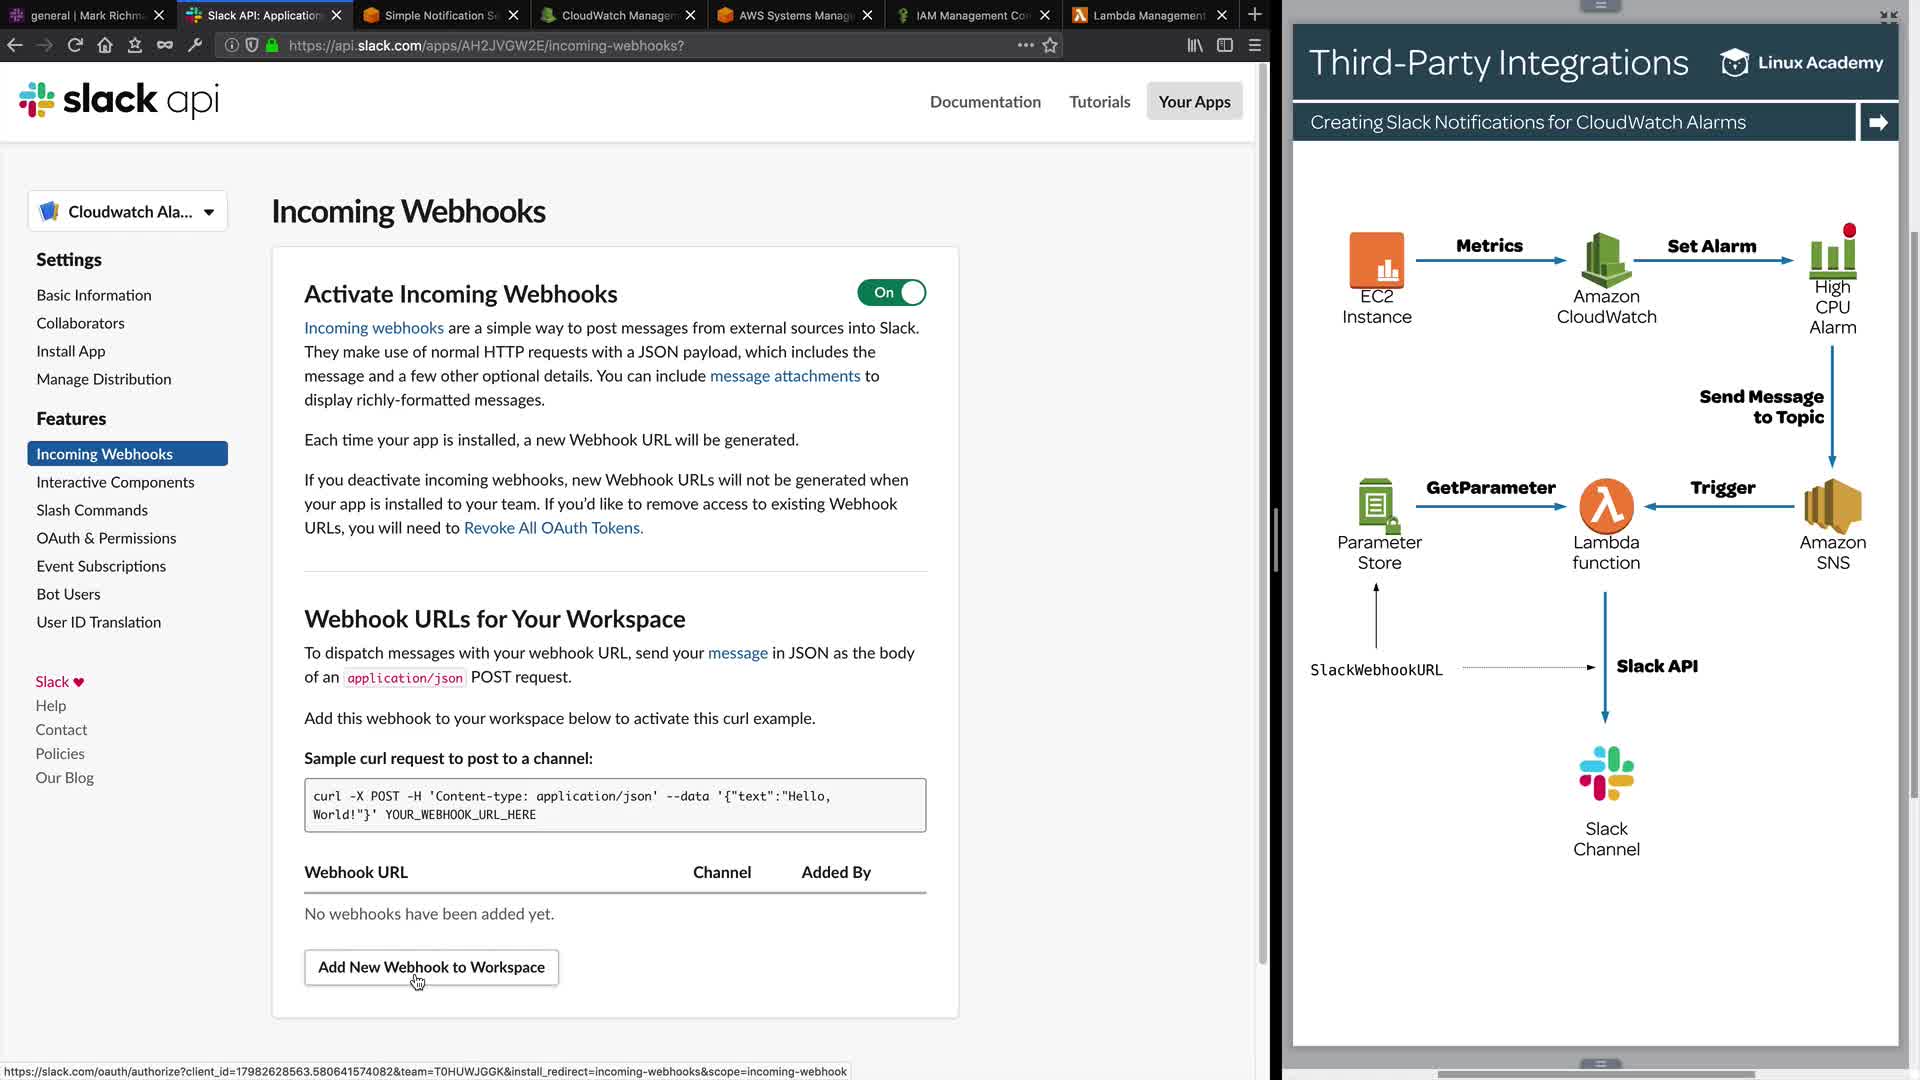 general | Mark Richm
Slack API: Application
Simple Notification Se
CloudWatch Managem
AWS Systems Manag
IAM Management Co
Lambda Management
https://api.slack.com/apps/AH2JVGW2E/incoming-webhooks?
slack api
Documentation
Tutorials
Your Apps
Cloudwatch Ala...
Settings
Basic Information
Collaborators
Install App
Manage Distribution
Features
Incoming Webhooks
Interactive Components
Slash Commands
OAuth & Permissions
Event Subscriptions
Bot Users
User ID Translation
Slack ♥
Help
Contact
Policies
Our Blog
Incoming Webhooks
Activate Incoming Webhooks
On
Incoming webhooks are a simple way to post messages from external sources into Slack.
They make use of normal HTTP requests with a JSON payload, which includes the
message and a few other optional details. You can include message attachments to
display richly-formatted messages.
Each time your app is installed, a new Webhook URL will be generated.
If you deactivate incoming webhooks, new Webhook URLs will not be generated when
your app is installed to your team. If you'd like to remove access to existing Webhook
URLs, you will need to Revoke All OAuth Tokens.
Webhook URLs for Your Workspace
To dispatch messages with your webhook URL, send your message in JSON as the body
of an application/json POST request.
Add this webhook to your workspace below to activate this curl example.
Sample curl request to post to a channel:
curl -X POST -H 'Content-type: application/json' --data '{"text":"Hello,
World!"}' YOUR_WEBHOOK_URL_HERE
Webhook URL
Channel
Added By
No webhooks have been added yet.
Add New Webhook to Workspace
https://slack.com/oauth/authorize?client_id=17982628563.580641574082&team=T0HUWJGGK&install_redirect=incoming-webhooks&scope=incoming-webhook
Third-Party Integrations
Linux Academy
Creating Slack Notifications for CloudWatch Alarms
Metrics
Set Alarm
EC2
Instance
Amazon
CloudWatch
High
CPU
Alarm
Send Message
to Topic
GetParameter
Trigger
Parameter
Store
Lambda
function
Amazon
SNS
SlackWebhookURL
Slack API
Slack
Channel